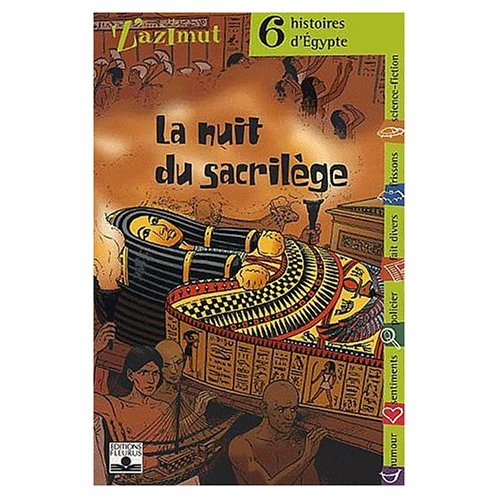 Z'azImut
6 histoires
d'Égypte
La nuit
du sacrilège
science-fiction
frissons
fait divers
policier
sentiments
humour
EDITIONS
FLEURUS